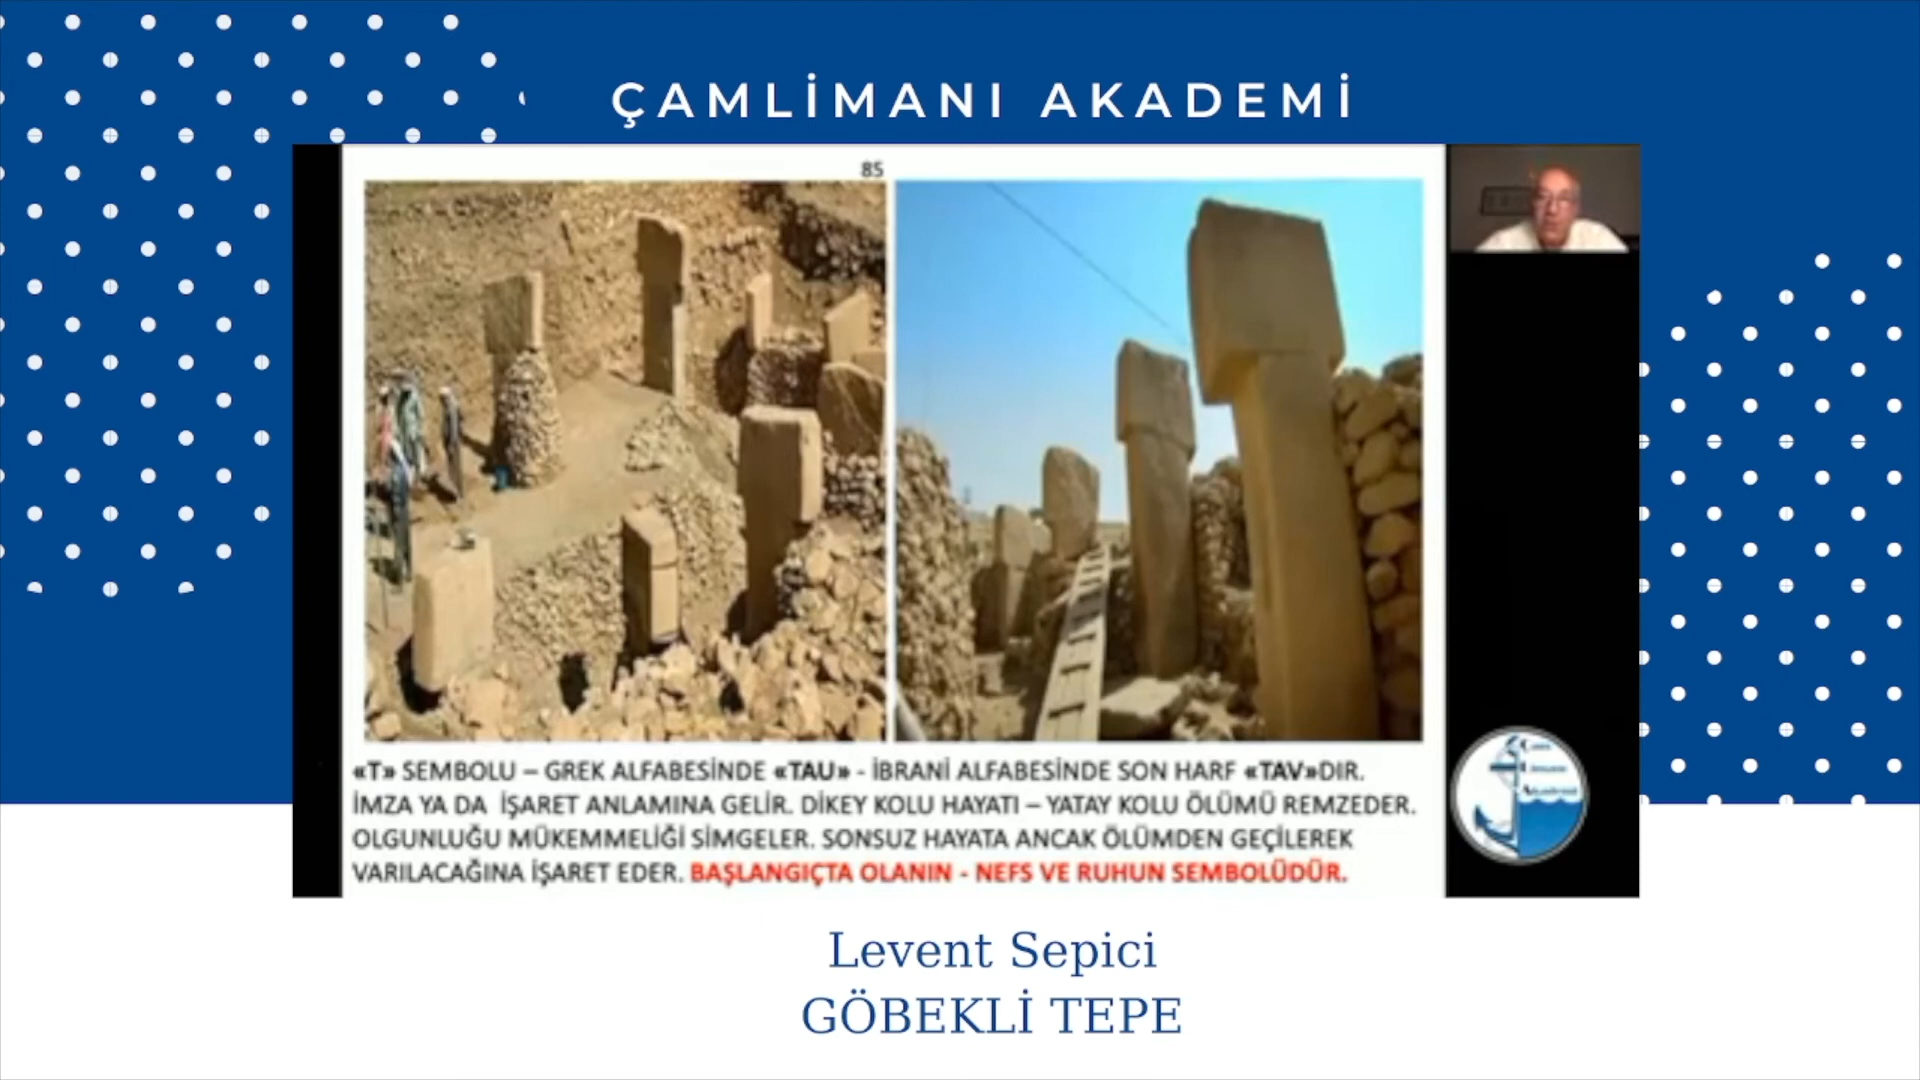 ÇAMLİMANI AKADEMİ
85
«T» SEMBOLU – GREK ALFABESİNDE «TAU» - İBRANİ ALFABESİNDE SON HARF «TAV»DIR.
İMZA YA DA İŞARET ANLAMINA GELİR. DİKEY KOLU HAYATI – YATAY KOLU ÖLÜMÜ REMZEDER.
OLGUNLUĞU MÜKEMMELİĞİ SİMGELER. SONSUZ HAYATA ANCAK ÖLÜMDEN GEÇİLEREK
VARILACAĞINA İŞARET EDER. BAŞLANGIÇTA OLANIN - NEFS VE RUHUN SEMBOLÜDÜR.
Levent Sepici
GÖBEKLİ TEPE